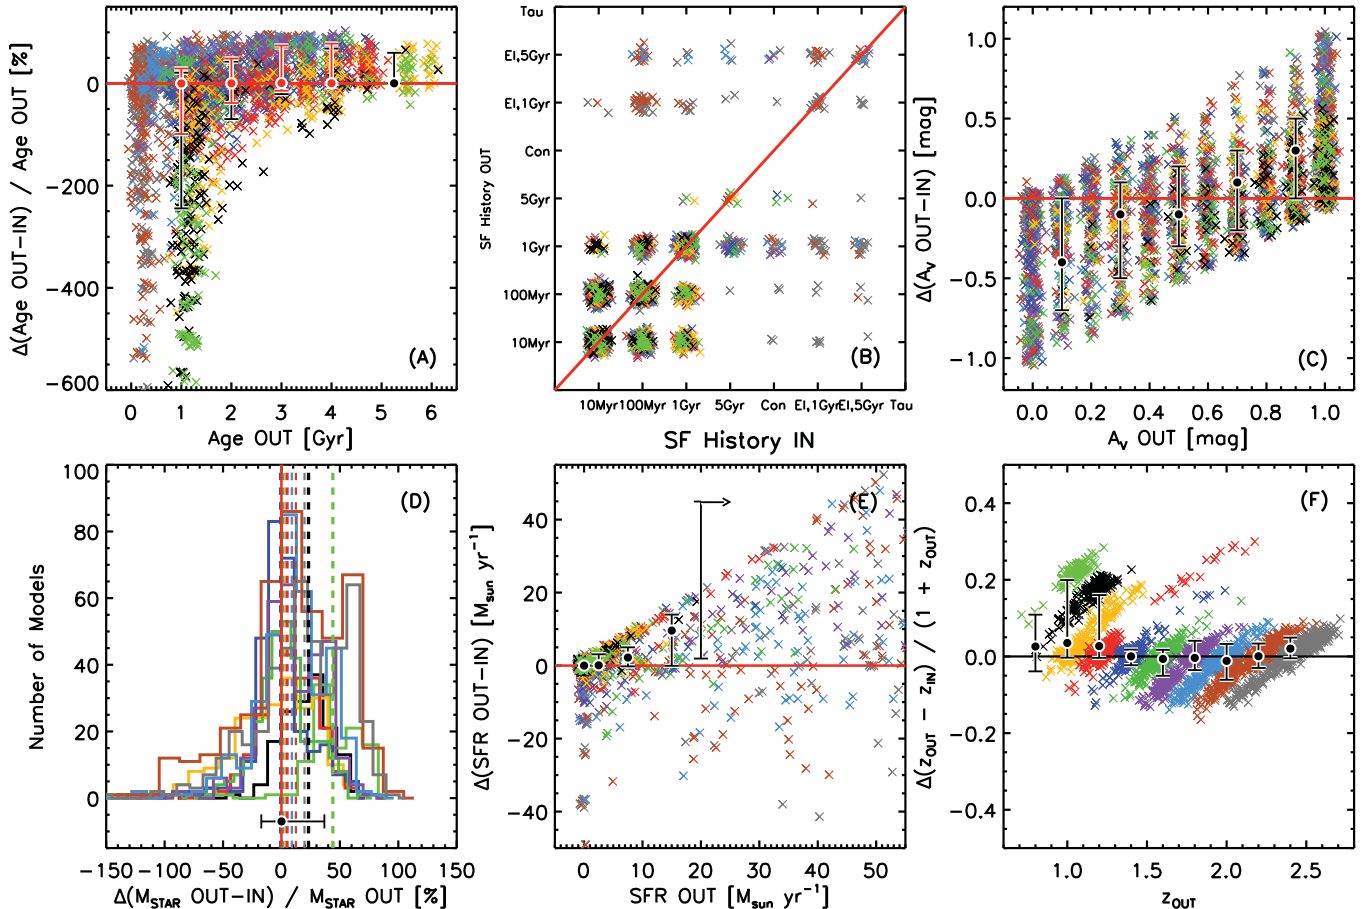 Δ(Age OUT-IN) / Age OUT [%]
0
-200
-400
-600
(A)
0 1 2 3 4 5 6
Age OUT [Gyr]
SF History OUT
Tau
El,5Gyr
El,1Gyr
Con
5Gyr
1Gyr
100Myr
10Myr
(B)
10Myr 100Myr 1Gyr 5Gyr Con El,1Gyr El,5Gyr Tau
SF History IN
Δ(A_V OUT-IN) [mag]
1.0
0.5
0.0
-0.5
-1.0
(C)
0.0 0.2 0.4 0.6 0.8 1.0
A_V OUT [mag]
Number of Models
100
80
60
40
20
0
(D)
-150 -100 -50 0 50 100 150
Δ(M_STAR OUT-IN) / M_STAR OUT [%]
Δ(SFR OUT-IN) [M_sun yr⁻¹]
40
20
0
-20
-40
(E)
0 10 20 30 40 50
SFR OUT [M_sun yr⁻¹]
Δ(z_OUT - z_IN) / (1 + z_OUT)
0.4
0.2
0.0
-0.2
-0.4
(F)
1.0 1.5 2.0 2.5
z_OUT